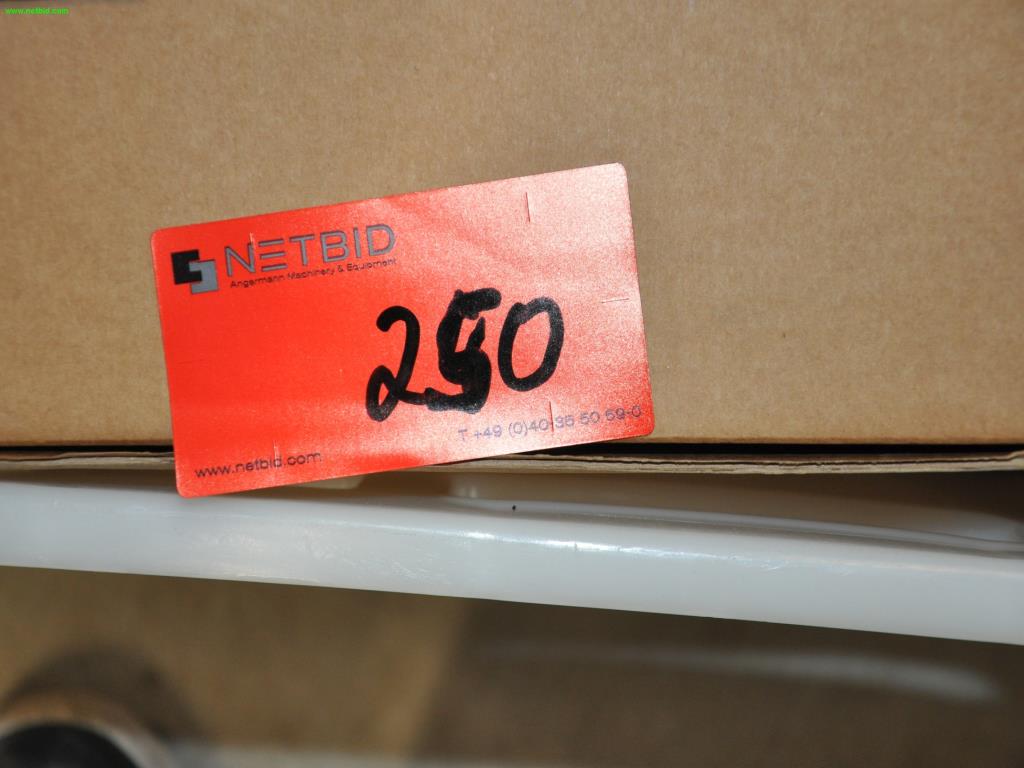 www.netbid.com
NETBID
Angermann Machinery & Equipment
250
T +49 (0)40-35 50 59-0
www.netbid.com